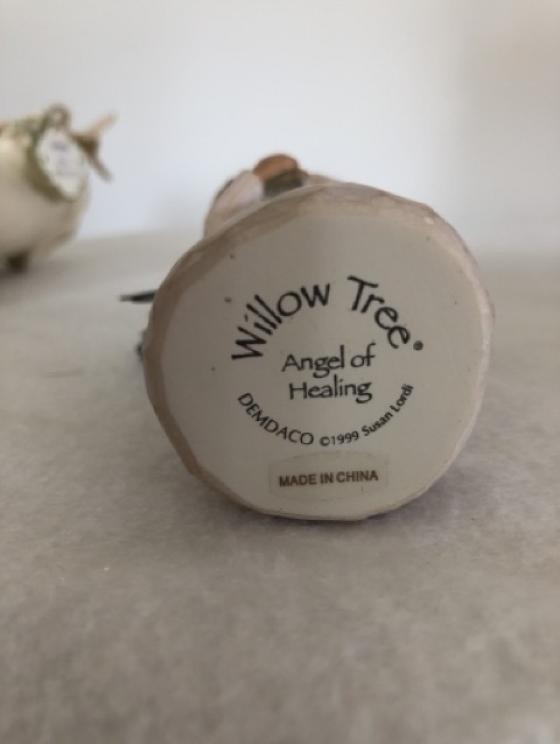 Willow Tree®
Angel of
Healing
DEMDACO ©1999 Susan Lordi
MADE IN CHINA